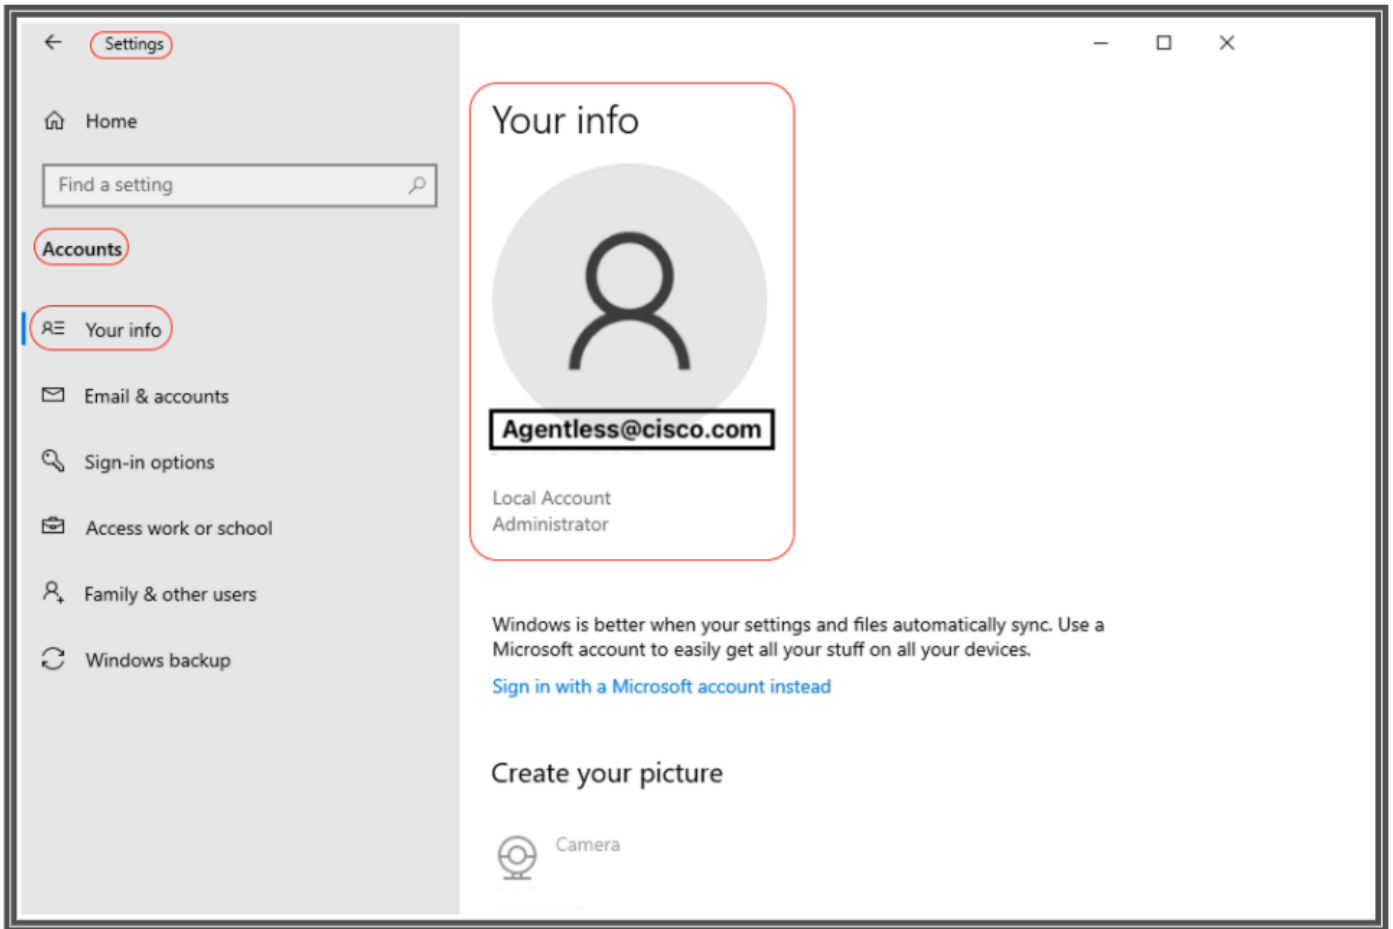 Settings
Home
Find a setting
Accounts
Your info
Email & accounts
Sign-in options
Access work or school
Family & other users
Windows backup
Your info
Agentless@cisco.com
Local Account
Administrator
Windows is better when your settings and files automatically sync. Use a
Microsoft account to easily get all your stuff on all your devices.
Sign in with a Microsoft account instead
Create your picture
Camera